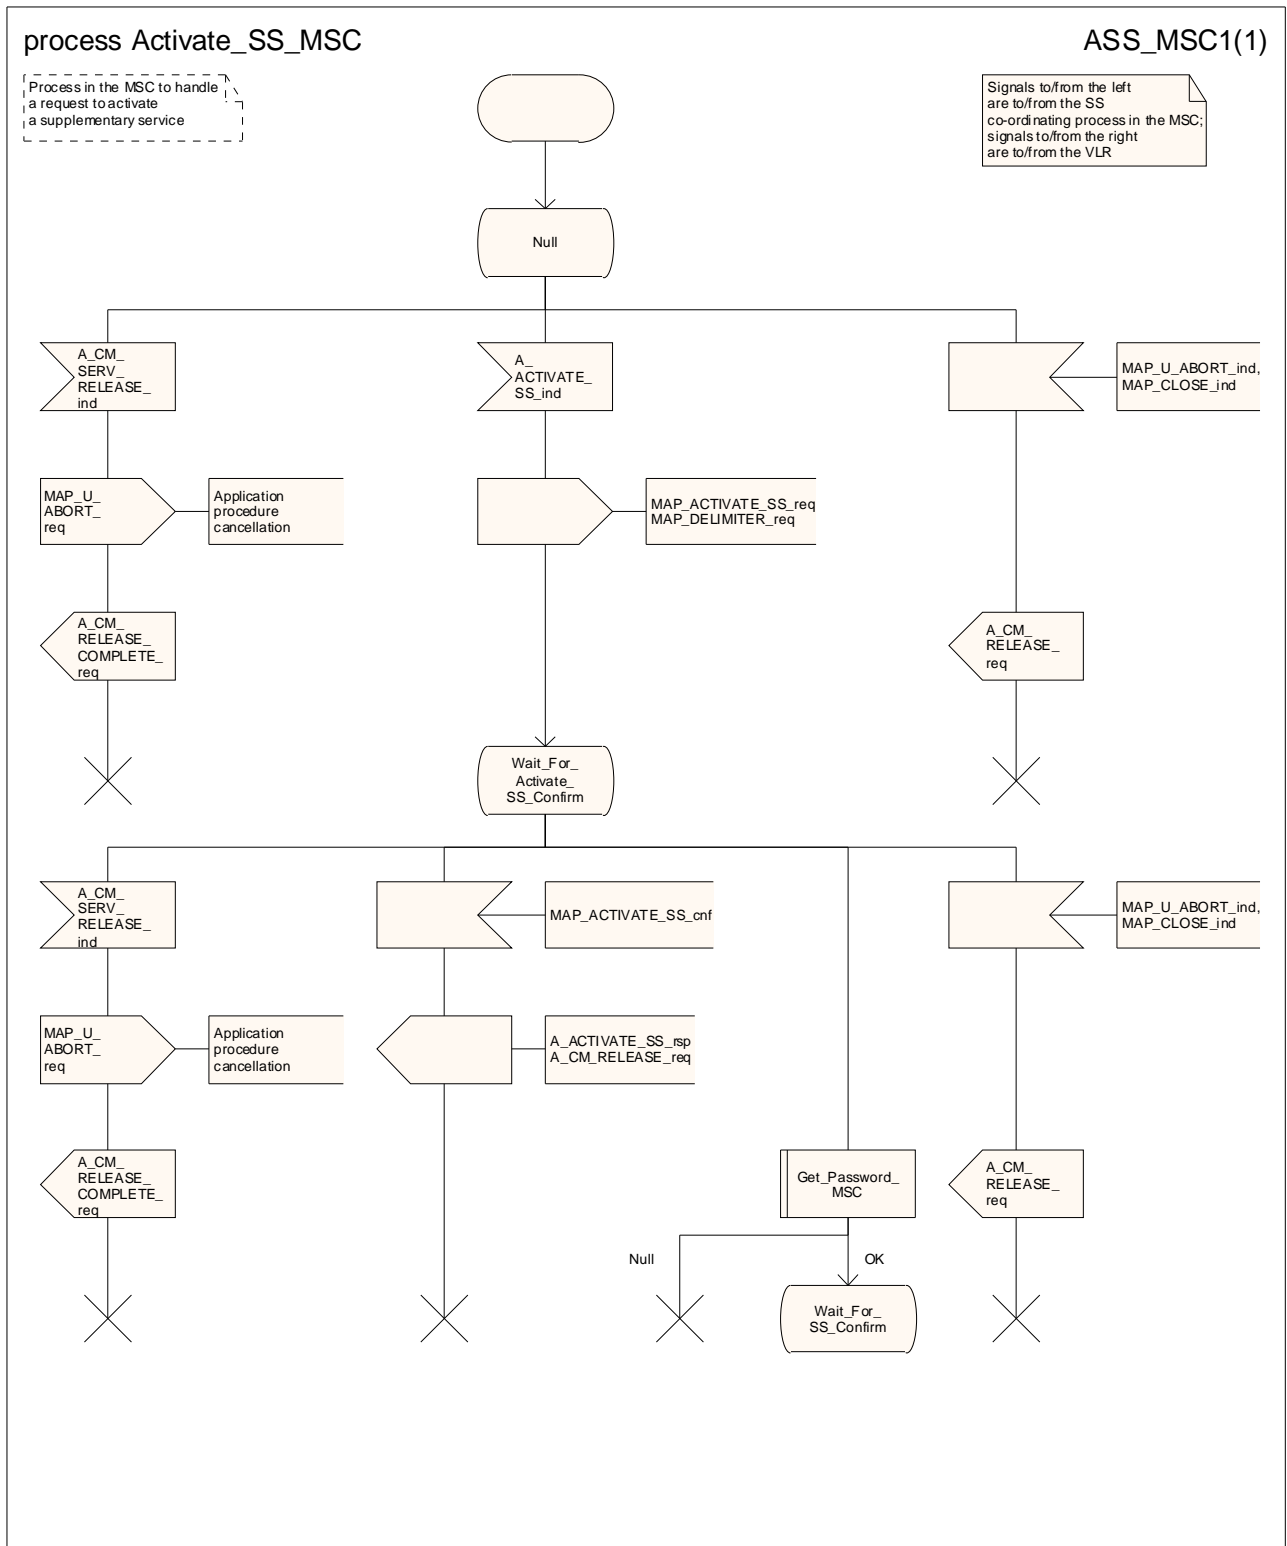 process Activate_SS_MSC
ASS_MSC1(1)
Process in the MSC to handle
a request to activate
a supplementary service
Signals to/from the left
are to/from the SS
co-ordinating process in the MSC;
signals to/from the right
are to/from the VLR
Null
A_CM_
SERV_
RELEASE_
ind
A_
ACTIVATE_
SS_ind
MAP_U_ABORT_ind,
MAP_CLOSE_ind
MAP_U_
ABORT_
req
Application
procedure
cancellation
MAP_ACTIVATE_SS_req
MAP_DELIMITER_req
A_CM_
RELEASE_
COMPLETE_
req
A_CM_
RELEASE_
req
Wait_For_
Activate_
SS_Confirm
A_CM_
SERV_
RELEASE_
ind
MAP_ACTIVATE_SS_cnf
MAP_U_ABORT_ind,
MAP_CLOSE_ind
MAP_U_
ABORT_
req
Application
procedure
cancellation
A_ACTIVATE_SS_rsp
A_CM_RELEASE_req
A_CM_
RELEASE_
COMPLETE_
req
Get_Password_
MSC
A_CM_
RELEASE_
req
Null
OK
Wait_For_
SS_Confirm